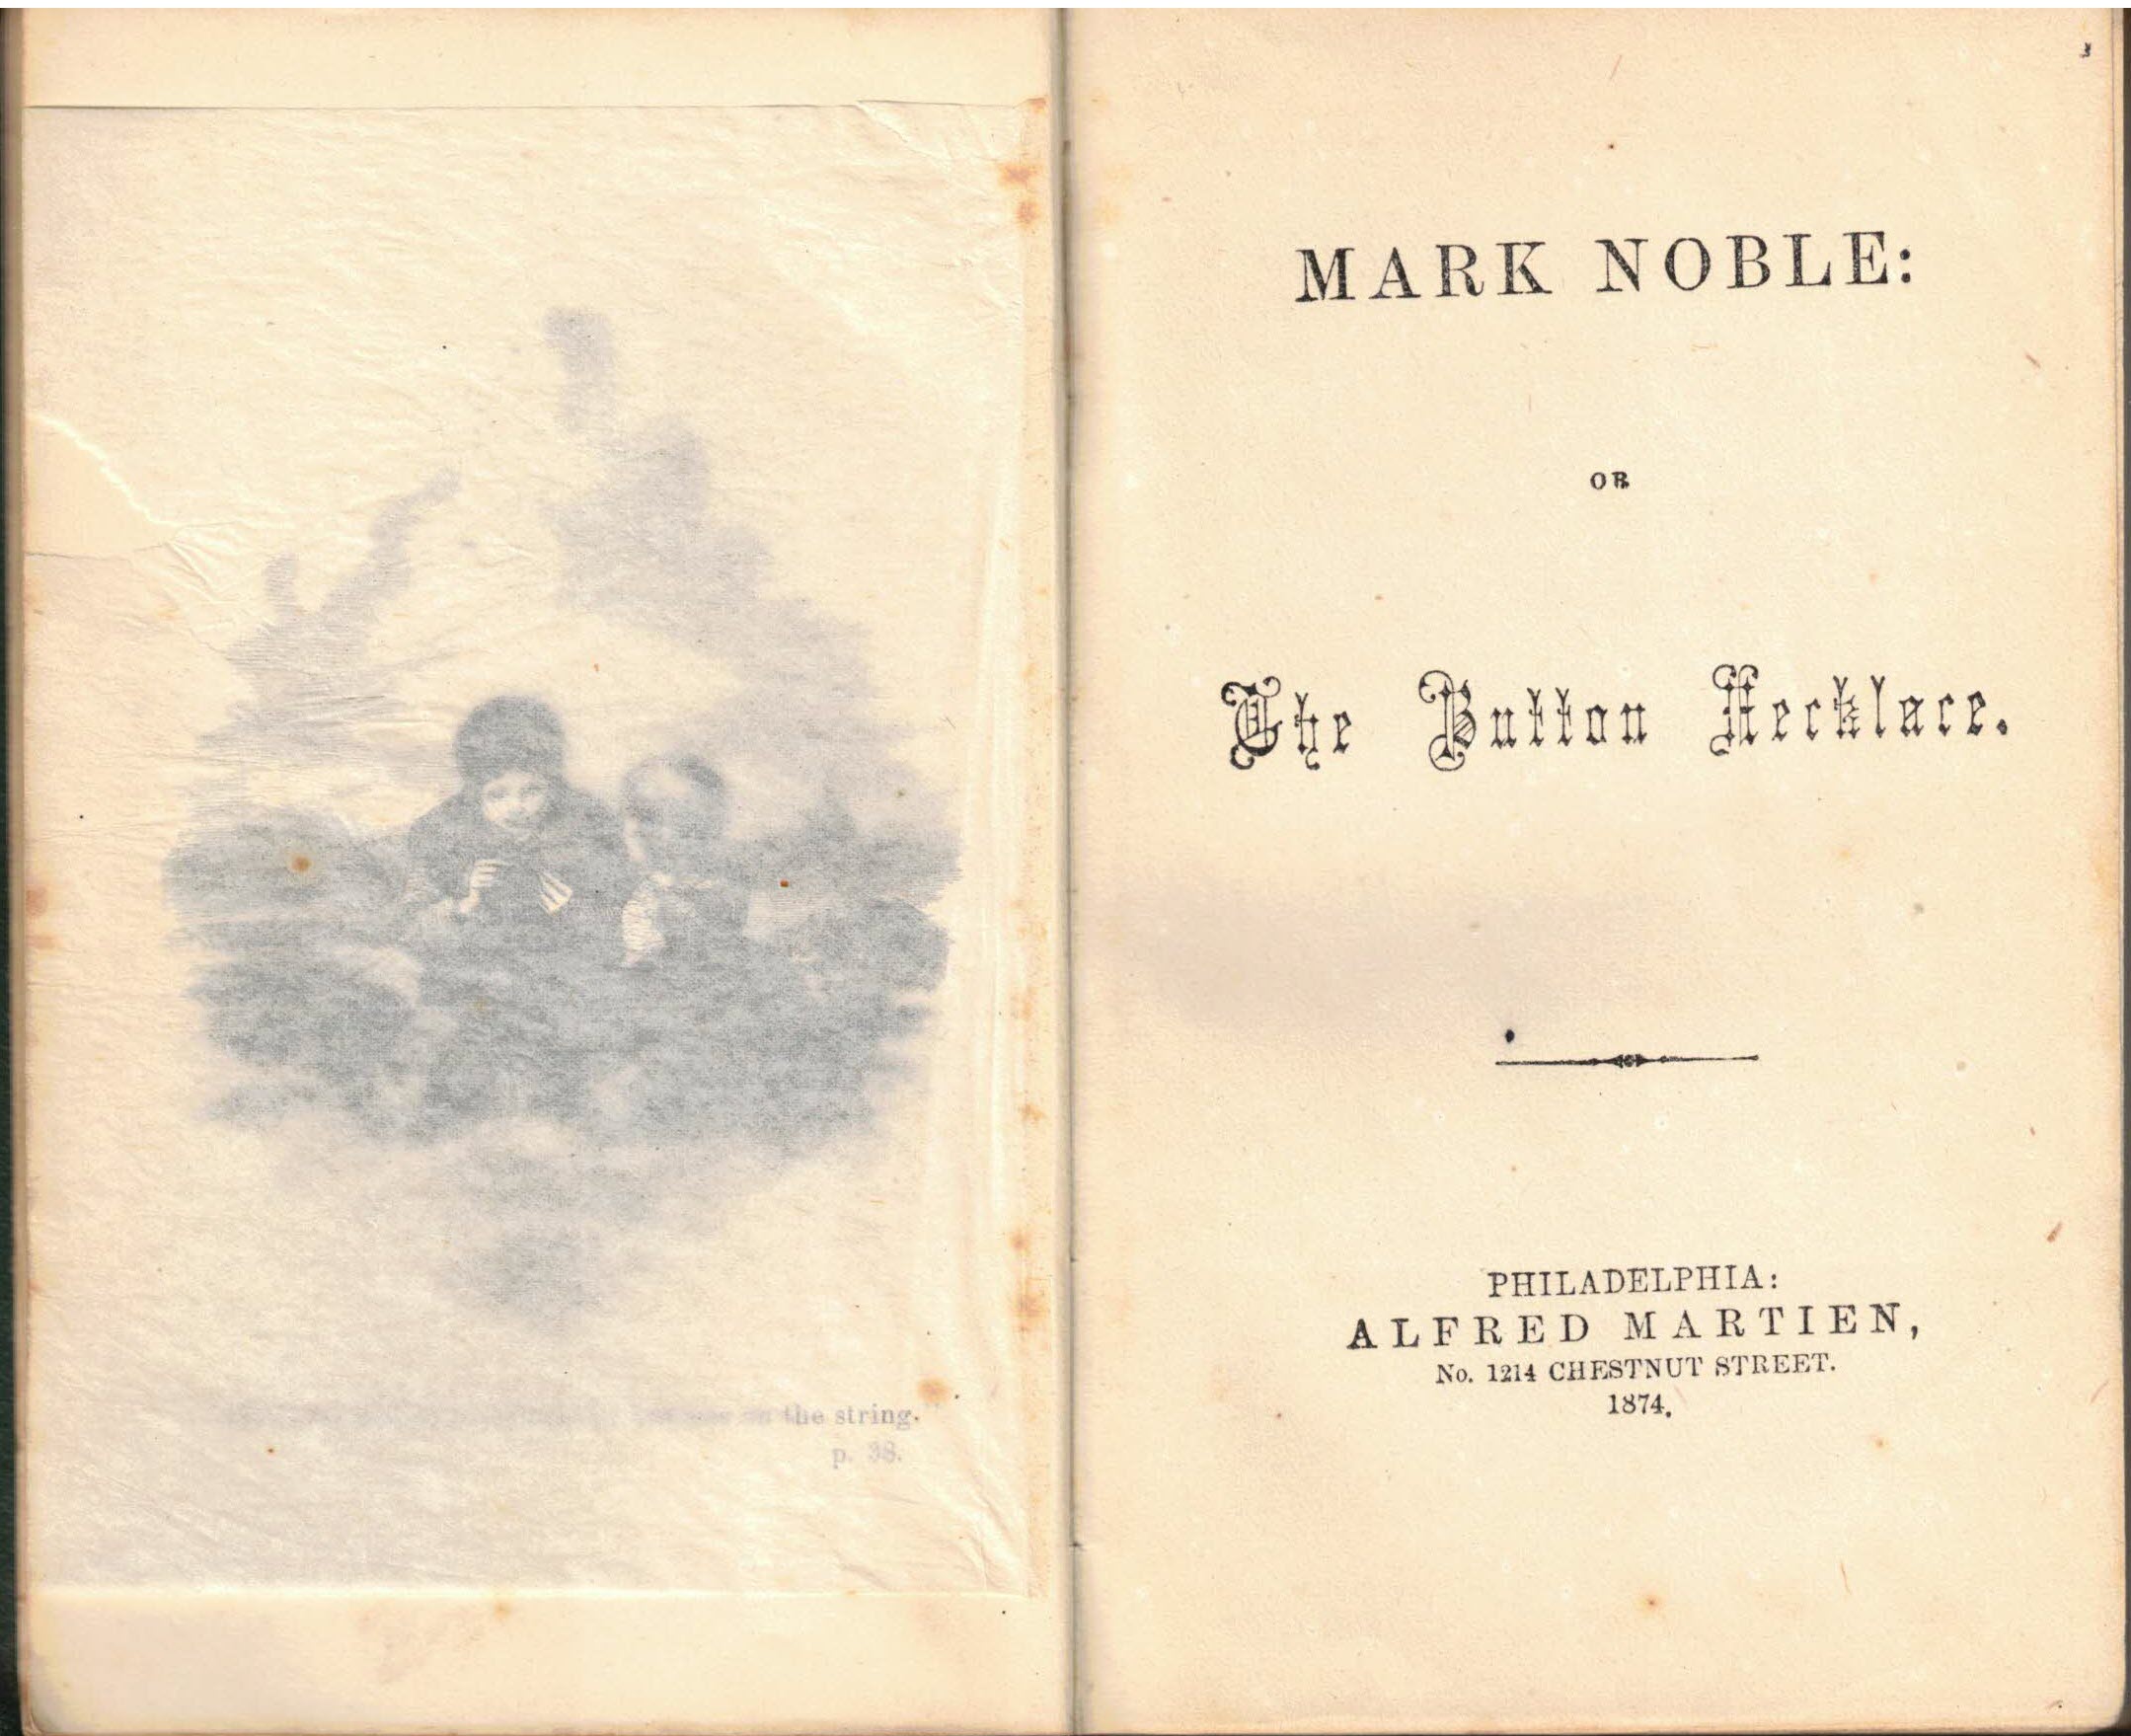 the string.
p. 38.
MARK NOBLE:
OR
The Button Necklace.
PHILADELPHIA:
ALFRED MARTIEN,
No. 1214 CHESTNUT STREET.
1874.